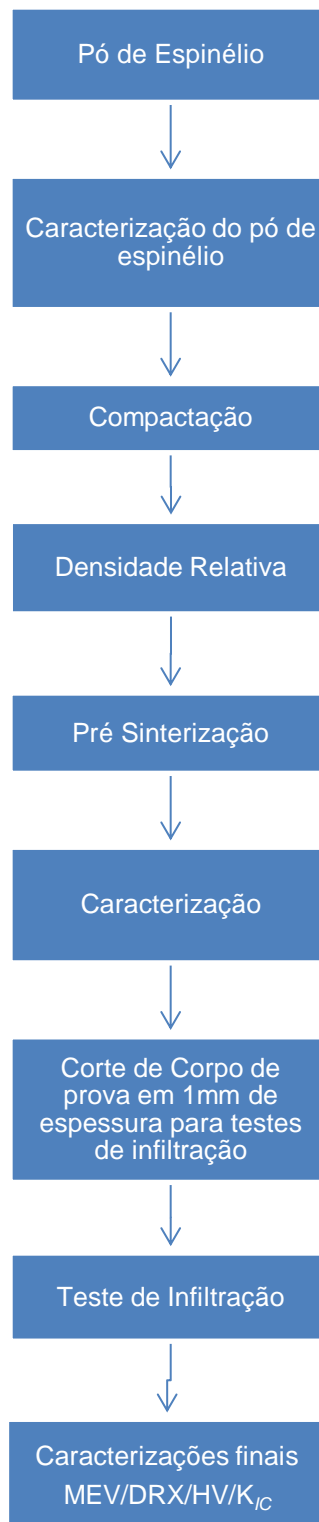 Pó de Espinélio
Caracterização do pó de
espinélio
Compactação
Densidade Relativa
Pré Sinterização
Caracterização
Corte de Corpo de
prova em 1mm de
espessura para testes
de infiltração
Teste de Infiltração
Caracterizações finais
MEV/DRX/HV/K_IC